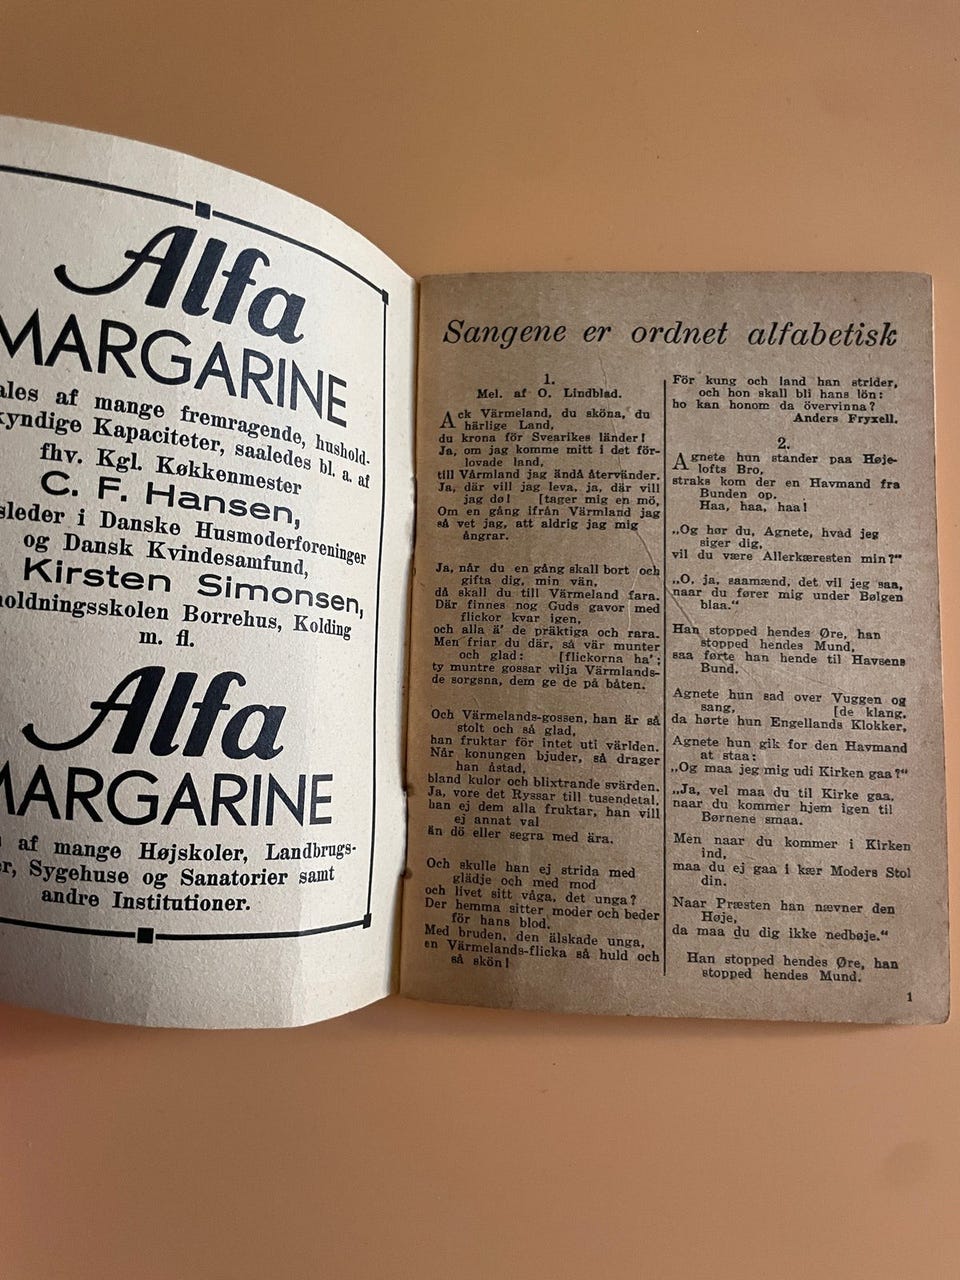 Alfa
MARGARINE
af mange fremragende, hushold-
kyndige Kapaciteter, saaledes bl. a. af
fhv. Kgl. Køkkenmester
C. F. Hansen,
sleder i Danske Husmoderforeninger
og Dansk Kvindesamfund,
Kirsten Simonsen,
holdningsskolen Borrehus, Kolding
m. fl.
Alfa
MARGARINE
af mange Højskoler, Landbrugs-
r, Sygehuse og Sanatorier samt
andre Institutioner.
Sangene er ordnet alfabetisk
1.
Mel. af O. Lindblad.
Ack Värmeland, du sköna, du
härlige Land,
du krona för Svearikes länder!
Ja, om jag komme mitt i det för-
lovade land,
till Värmland jag ändå återvänder.
Ja, där vill jag leva, ja, där vill
jag dø! [tager mig en mö,
Om en gång ifrån Värmland jag
så vet jag, att aldrig jag mig
ångrar.
Ja, når du en gång skall bort och
gifta dig, min vän,
då skall du till Värmeland fara.
Där finnes nog Guds gavor med
flickor kvar igen,
och alla ä' de präktiga och rara.
Men friar du där, så vär munter
och glad: [flickorna ha';
ty muntre gossar vilja Värmlands-
de sorgsna, dem ge de på båten.
Och Värmelands-gossen, han är så
stolt och så glad,
han fruktar för intet uti världen.
Når konungen bjuder, så drager
han åstad,
bland kulor och blixtrande svärden.
Ja, vore det Ryssar till tusendetal,
han ej dem alla fruktar, han vill
ej annat val
än dö eller segra med ära.
Och skulle han ej strida med
glädje och med mod
och livet sitt våga, det unga?
Der hemma sitter moder och beder
för hans blod.
Med bruden, den älskade unga,
en Värmelands-flicka så huld och
så skön!
För kung och land han strider,
och hon skall bli hans lön:
ho kan honom da övervinna?
Anders Fryxell.
2.
Agnete hun stander paa Høje-
lofts Bro,
straks kom der en Havmand fra
Bunden op.
Haa, haa, haa!
„Og hør du, Agnete, hvad jeg
siger dig,
vil du være Allerkæresten min?“
„O, ja, saamænd, det vil jeg saa,
naar du fører mig under Bølgen
blaa.“
Han stopped hendes Øre, han
stopped hendes Mund,
saa førte han hende til Havsens
Bund.
Agnete hun sad over Vuggen og
sang, [de klang.
da hørte hun Engellands Klokker,
Agnete hun gik for den Havmand
at staa:
„Og maa jeg mig udi Kirken gaa?“
„Ja, vel maa du til Kirke gaa,
naar du kommer hjem igen til
Børnene smaa.
Men naar du kommer i Kirken
ind,
maa du ej gaa i kær Moders Stol
din.
Naar Præsten han nævner den
Høje,
da maa du dig ikke nedbøje.“
Han stopped hendes Øre, han
stopped hendes Mund.
1